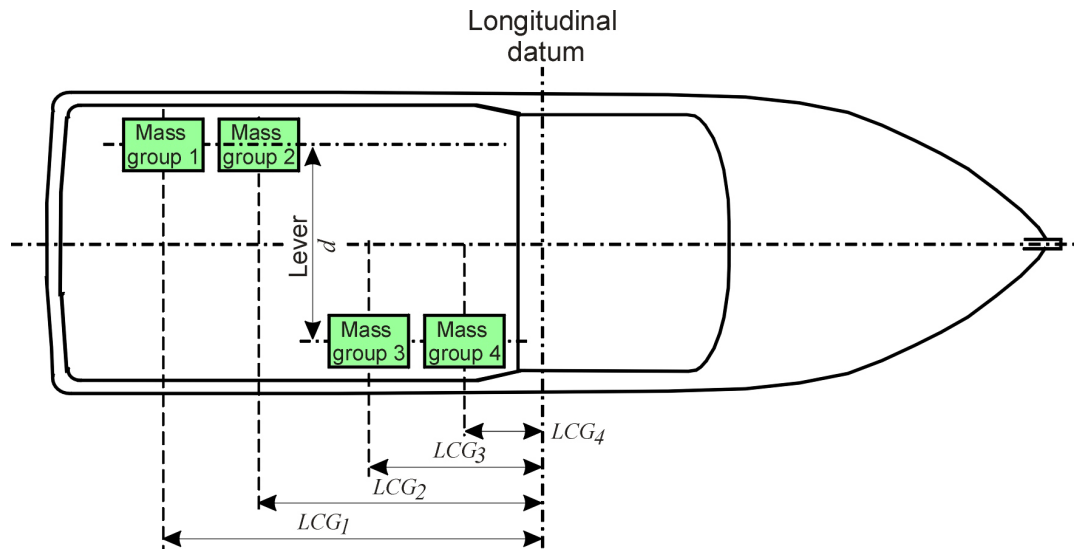 Longitudinal
datum
Mass
group 1
Mass
group 2
Lever
d
Mass
group 3
Mass
group 4
LCG4
LCG3
LCG2
LCG1